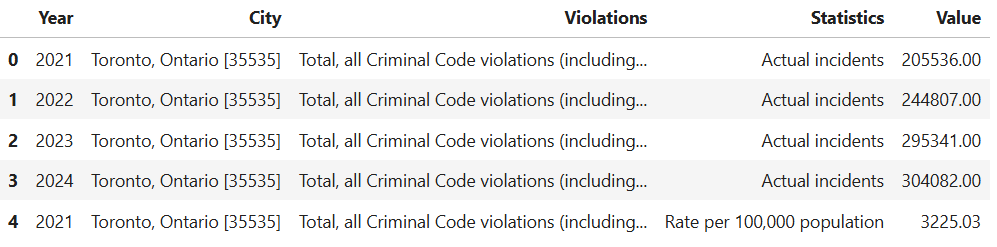 Year City Violations Statistics Value
0 2021 Toronto, Ontario [35535] Total, all Criminal Code violations (including... Actual incidents 205536.00
1 2022 Toronto, Ontario [35535] Total, all Criminal Code violations (including... Actual incidents 244807.00
2 2023 Toronto, Ontario [35535] Total, all Criminal Code violations (including... Actual incidents 295341.00
3 2024 Toronto, Ontario [35535] Total, all Criminal Code violations (including... Actual incidents 304082.00
4 2021 Toronto, Ontario [35535] Total, all Criminal Code violations (including... Rate per 100,000 population 3225.03